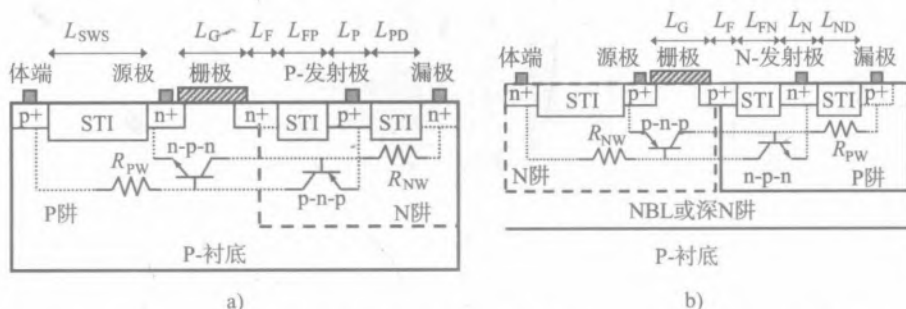 L_SWS L_G L_F L_FP L_P L_PD
体端 源极 栅极 P-发射极 漏极
p+ STI n+ n+ STI p+ STI n+
n-p-n
R_PW
p-n-p
R_NW
P阱
N阱
P-衬底
a)
L_G L_F L_FN L_N L_ND
体端 源极 栅极 N-发射极 漏极
n+ STI p+ p+ STI n+ STI p+
p-n-p
R_NW
R_PW
n-p-n
N阱
P阱
NBL或深N阱
P-衬底
b)